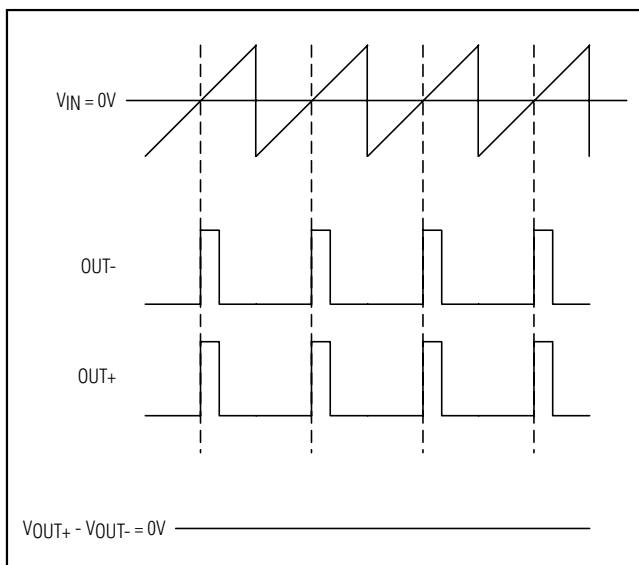 VIN = 0V
OUT-
OUT+
VOUT+ - VOUT- = 0V